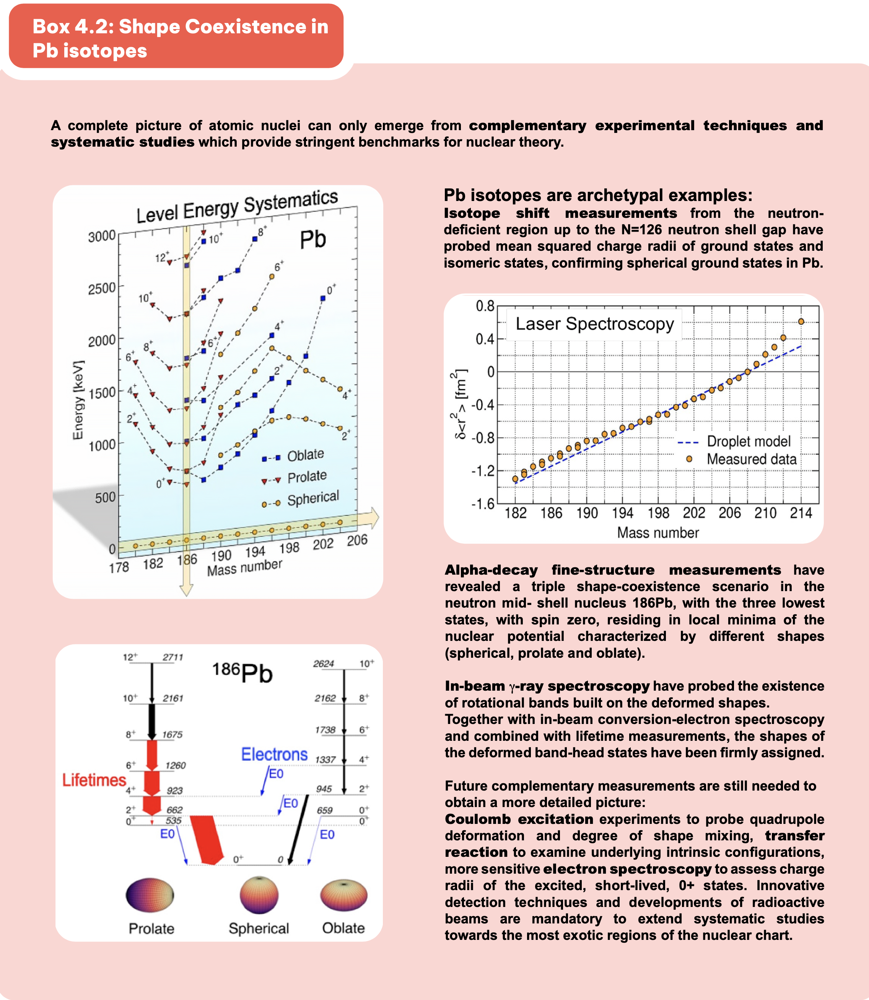 Box 4.2: Shape Coexistence in
Pb isotopes
A complete picture of atomic nuclei can only emerge from complementary experimental techniques and
systematic studies which provide stringent benchmarks for nuclear theory.
Level Energy Systematics
Pb
3000
2500
2000
1500
1000
500
0
Energy [keV]
12+
10+
8+
10+
6+
0+
8+
6+
6+
4+
4+
2+
4+
2+
2+
0+
Oblate
Prolate
Spherical
178
182
186
190
194
198
202
206
Mass number
Pb isotopes are archetypal examples:
Isotope shift measurements from the neutron-
deficient region up to the N=126 neutron shell gap have
probed mean squared charge radii of ground states and
isomeric states, confirming spherical ground states in Pb.
Laser Spectroscopy
0.8
0.4
0
-0.4
-0.8
-1.2
-1.6
δ<r²> [fm²]
Droplet model
Measured data
182 186 190 194 198 202 206 210 214
Mass number
Alpha-decay fine-structure measurements have
revealed a triple shape-coexistence scenario in the
neutron mid- shell nucleus 186Pb, with the three lowest
states, with spin zero, residing in local minima of the
nuclear potential characterized by different shapes
(spherical, prolate and oblate).
In-beam γ-ray spectroscopy have probed the existence
of rotational bands built on the deformed shapes.
Together with in-beam conversion-electron spectroscopy
and combined with lifetime measurements, the shapes of
the deformed band-head states have been firmly assigned.
Future complementary measurements are still needed to
obtain a more detailed picture:
Coulomb excitation experiments to probe quadrupole
deformation and degree of shape mixing, transfer
reaction to examine underlying intrinsic configurations,
more sensitive electron spectroscopy to assess charge
radii of the excited, short-lived, 0+ states. Innovative
detection techniques and developments of radioactive
beams are mandatory to extend systematic studies
towards the most exotic regions of the nuclear chart.
¹⁸⁶Pb
12+ 2711
10+ 2161
8+ 1675
6+ 1260
4+ 923
2+ 662
0+ 535
Lifetimes
Electrons
E0
E0
E0
E0
2624 10+
2162 8+
1738 6+
1337 4+
945 2+
659 0+
0+
0+ 0
Prolate
Spherical
Oblate